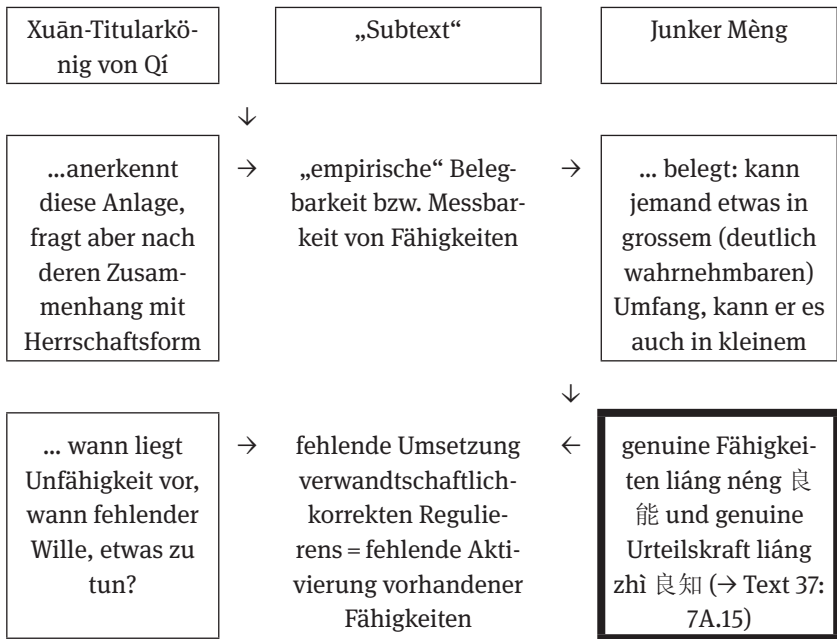 Xuān-Titularkö-
nig von Qí
„Subtext“
Junker Mèng
↓
...anerkennt
diese Anlage,
fragt aber nach
deren Zusam-
menhang mit
Herrschaftsform
→
„empirische“ Beleg-
barkeit bzw. Messbar-
keit von Fähigkeiten
→
... belegt: kann
jemand etwas in
grossem (deutlich
wahrnehmbaren)
Umfang, kann er es
auch in kleinem
↓
... wann liegt
Unfähigkeit vor,
wann fehlender
Wille, etwas zu
tun?
→
fehlende Umsetzung
verwandtschaftlich-
korrekten Regulie-
rens = fehlende Akti-
vierung vorhandener
Fähigkeiten
←
genuine Fähigkei-
ten liáng néng 良
能 und genuine
Urteilskraft liáng
zhì 良知 (→ Text 37:
7A.15)